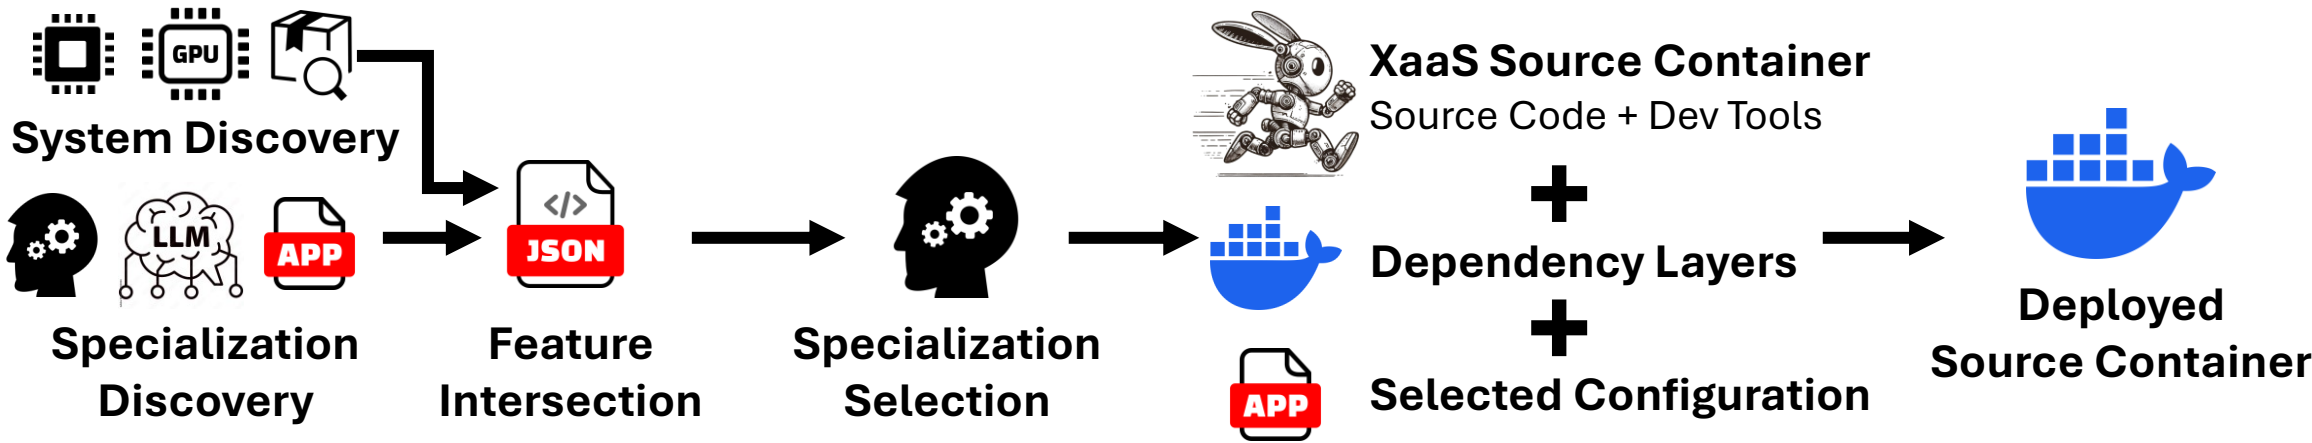 GPU
System Discovery
LLM
APP
Specialization
Discovery
</>
JSON
Feature
Intersection
Specialization
Selection
XaaS Source Container
Source Code + Dev Tools
+
Dependency Layers
+
APP
Selected Configuration
Deployed
Source Container